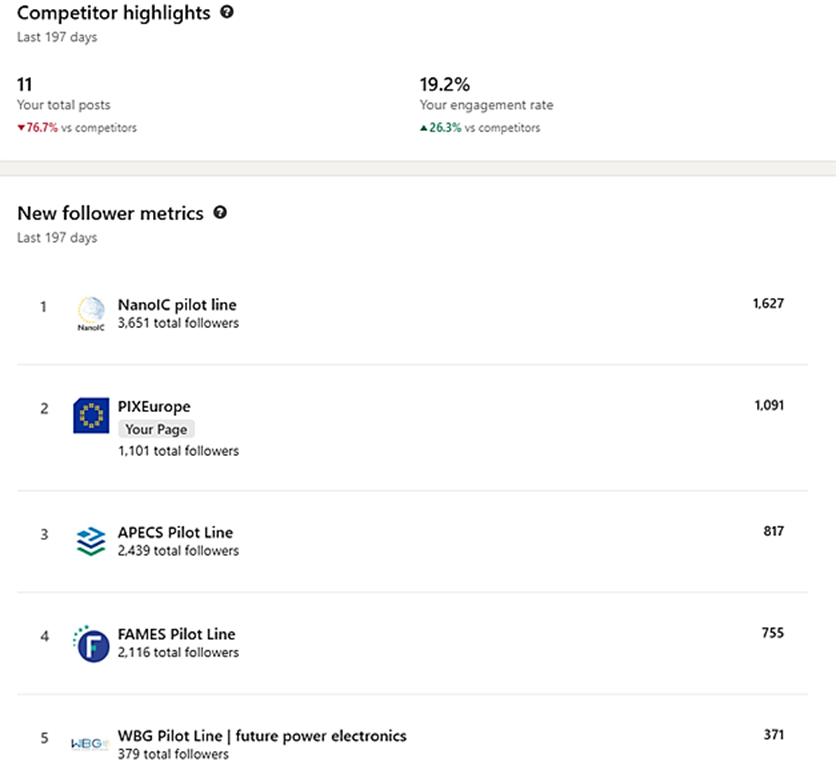 Competitor highlights
Last 197 days
11
19.2%
Your total posts
Your engagement rate
▼76.7% vs competitors
▲26.3% vs competitors
New follower metrics
Last 197 days
1
NanoIC
NanoIC pilot line
1,627
3,651 total followers
2
PIXEurope
1,091
Your Page
1,101 total followers
3
APECS Pilot Line
817
2,439 total followers
4
F
FAMES Pilot Line
755
2,116 total followers
5
WBG
WBG Pilot Line | future power electronics
371
379 total followers